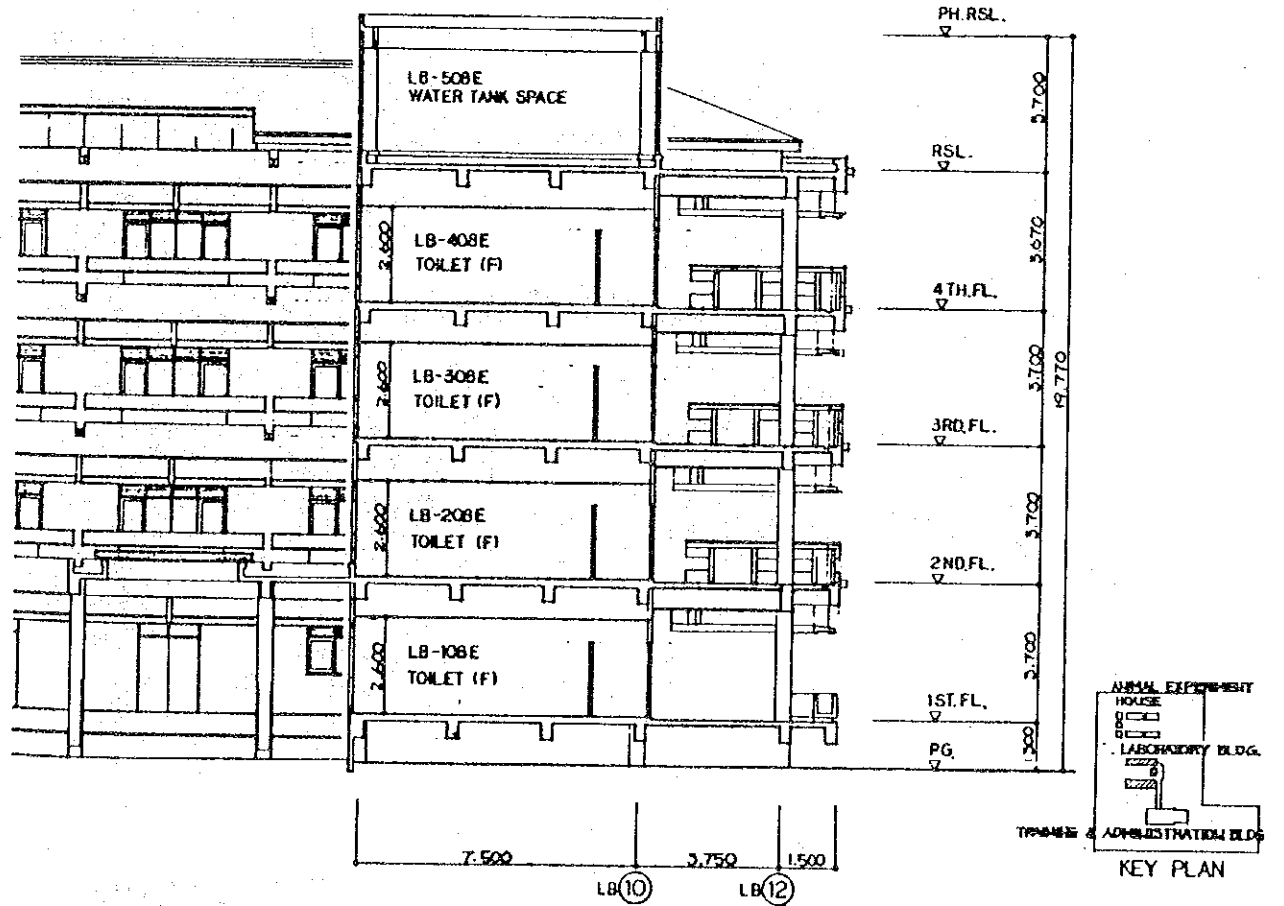 PH.RSL.
LB-508E
WATER TANK SPACE
3.700
RSL.
LB-408E
TOILET (F)
2.600
3.670
4TH.FL.
LB-308E
TOILET (F)
2.600
3.700
19.770
3RD.FL.
LB-208E
TOILET (F)
2.600
3.700
2ND.FL.
LB-108E
TOILET (F)
2.600
3.700
1ST.FL.
PG.
1.300
7.500
3.750
1.500
LB 10
LB 12
ANIMAL EXPERIMENT
HOUSE
LABORATORY BLDG.
TRAINING & ADMINISTRATION BLDG
KEY PLAN